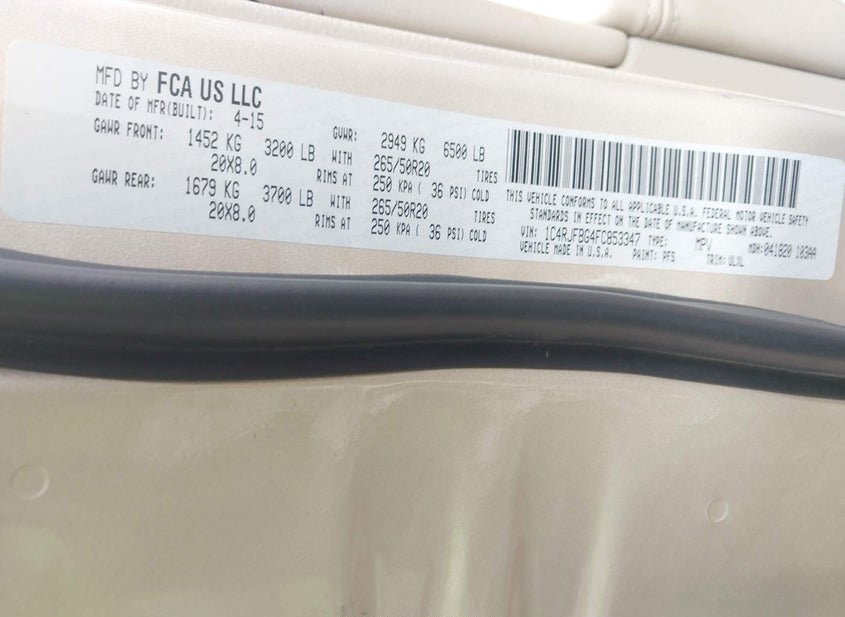 MFD BY FCA US LLC
DATE OF MFR(BUILT): 4-15
GAWR FRONT: 1452 KG 3200 LB WITH 265/50R20 TIRES
20X8.0 RIMS AT 250 KPA ( 36 PSI) COLD
GAWR REAR: 1679 KG 3700 LB WITH 265/50R20 TIRES
20X8.0 RIMS AT 250 KPA ( 36 PSI) COLD
GVWR: 2949 KG 6500 LB
THIS VEHICLE CONFORMS TO ALL APPLICABLE U.S.A. FEDERAL MOTOR VEHICLE SAFETY
STANDARDS IN EFFECT ON THE DATE OF MANUFACTURE SHOWN ABOVE.
VIN: 1C4RJFBG4FC853347 TYPE: MPV MDH:041820 103AA
VEHICLE MADE IN U.S.A. PAINT: PFS TRIM: ULXL